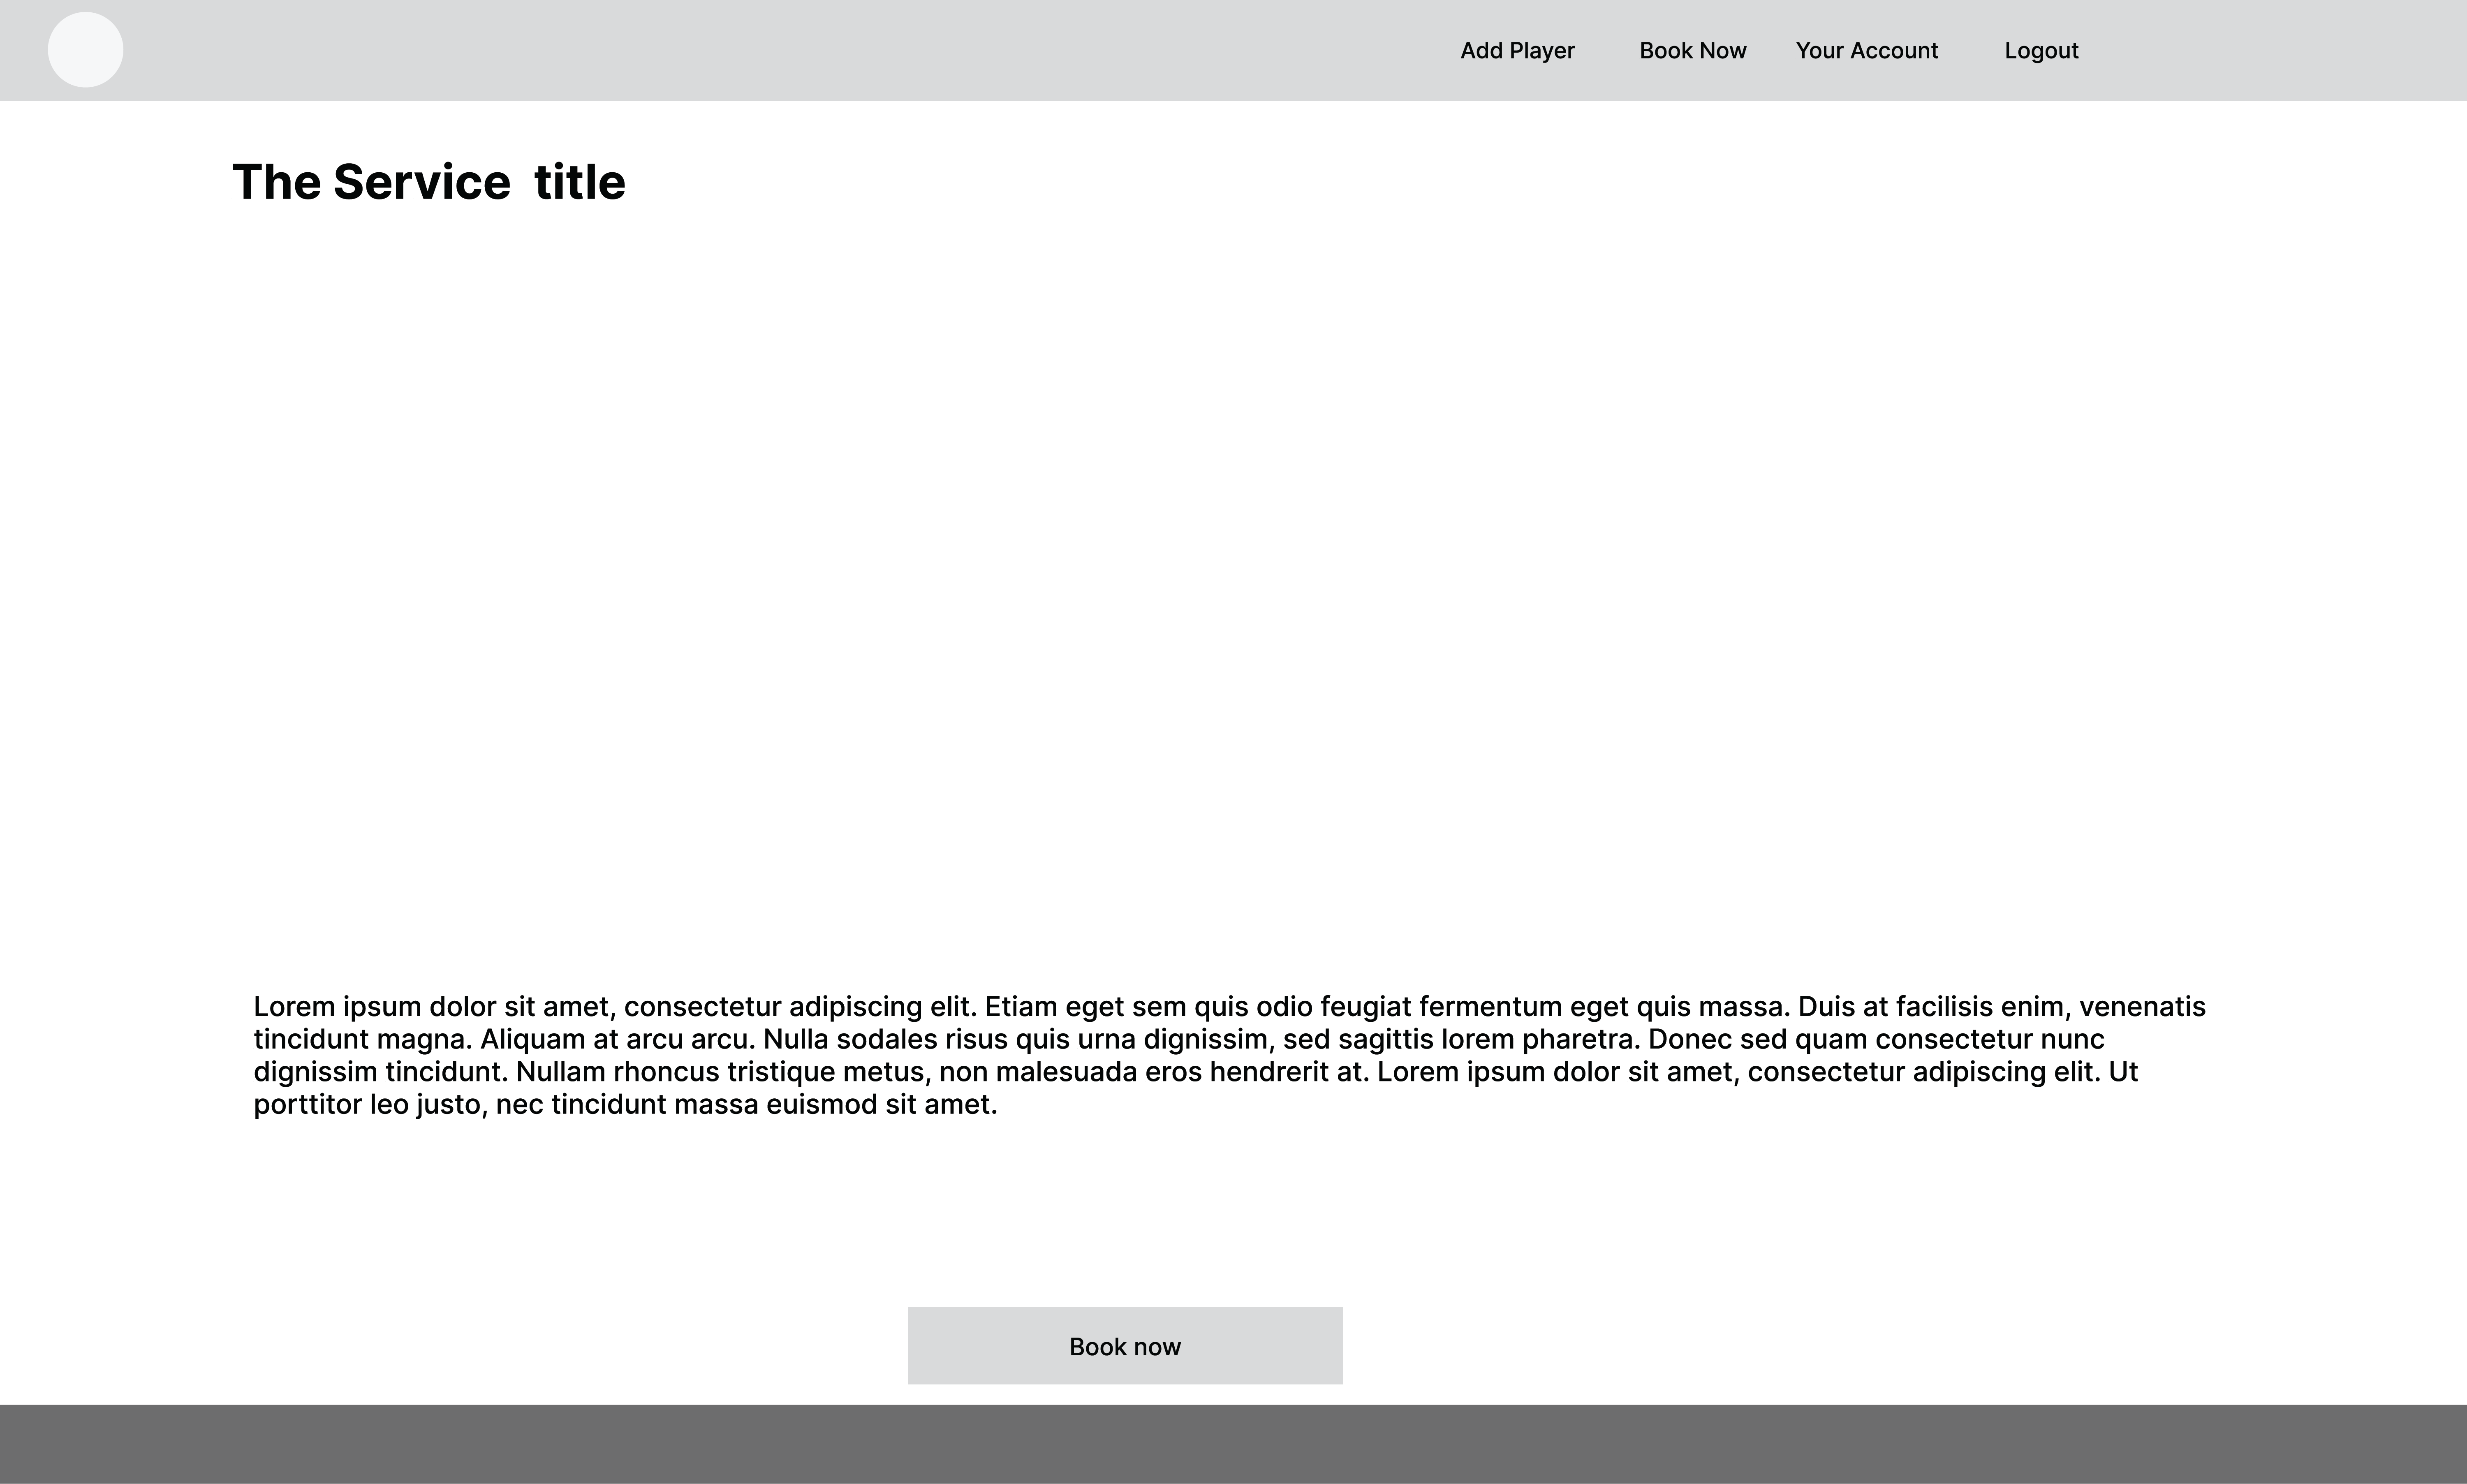 Add Player Book Now Your Account Logout
The Service  title
Lorem ipsum dolor sit amet, consectetur adipiscing elit. Etiam eget sem quis odio feugiat fermentum eget quis massa. Duis at facilisis enim, venenatis
tincidunt magna. Aliquam at arcu arcu. Nulla sodales risus quis urna dignissim, sed sagittis lorem pharetra. Donec sed quam consectetur nunc
dignissim tincidunt. Nullam rhoncus tristique metus, non malesuada eros hendrerit at. Lorem ipsum dolor sit amet, consectetur adipiscing elit. Ut
porttitor leo justo, nec tincidunt massa euismod sit amet.
Book now